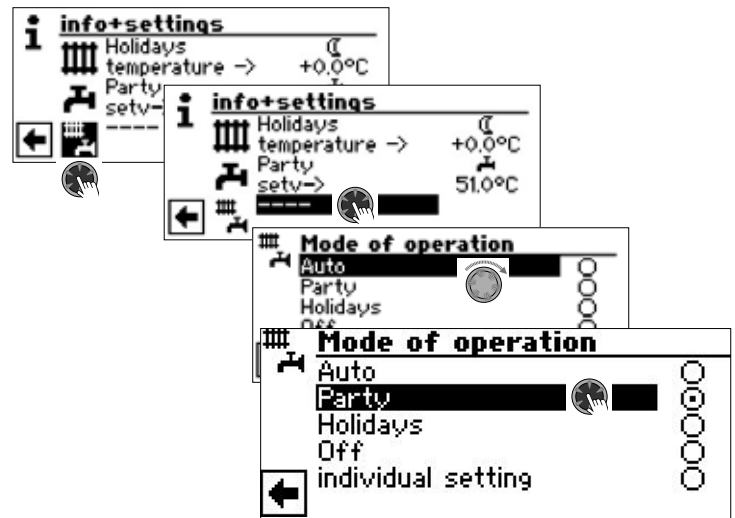 info+settings
Holidays
temperature -> +0.0°C
Party
setv-
----
info+settings
Holidays
temperature -> +0.0°C
Party
setv-> 51.0°C
----
Mode of operation
Auto
Party
Holidays
Off
Mode of operation
Auto
Party
Holidays
Off
individual setting